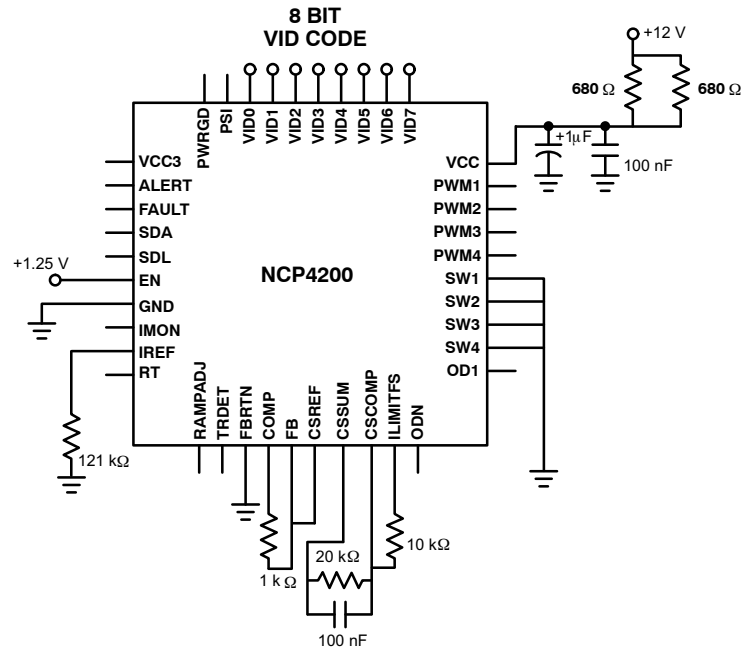 8 BIT
VID CODE
+12 V
680 Ω
680 Ω
PWRGD
PSI
VID0
VID1
VID2
VID3
VID4
VID5
VID6
VID7
+1μF
100 nF
VCC3
ALERT
FAULT
SDA
SDL
EN
GND
IMON
IREF
RT
+1.25 V
NCP4200
VCC
PWM1
PWM2
PWM3
PWM4
SW1
SW2
SW3
SW4
OD1
RAMPADJ
TRDET
FBRTN
COMP
FB
CSREF
CSSUM
CSCOMP
ILIMITFS
ODN
121 kΩ
1 kΩ
20 kΩ
10 kΩ
100 nF